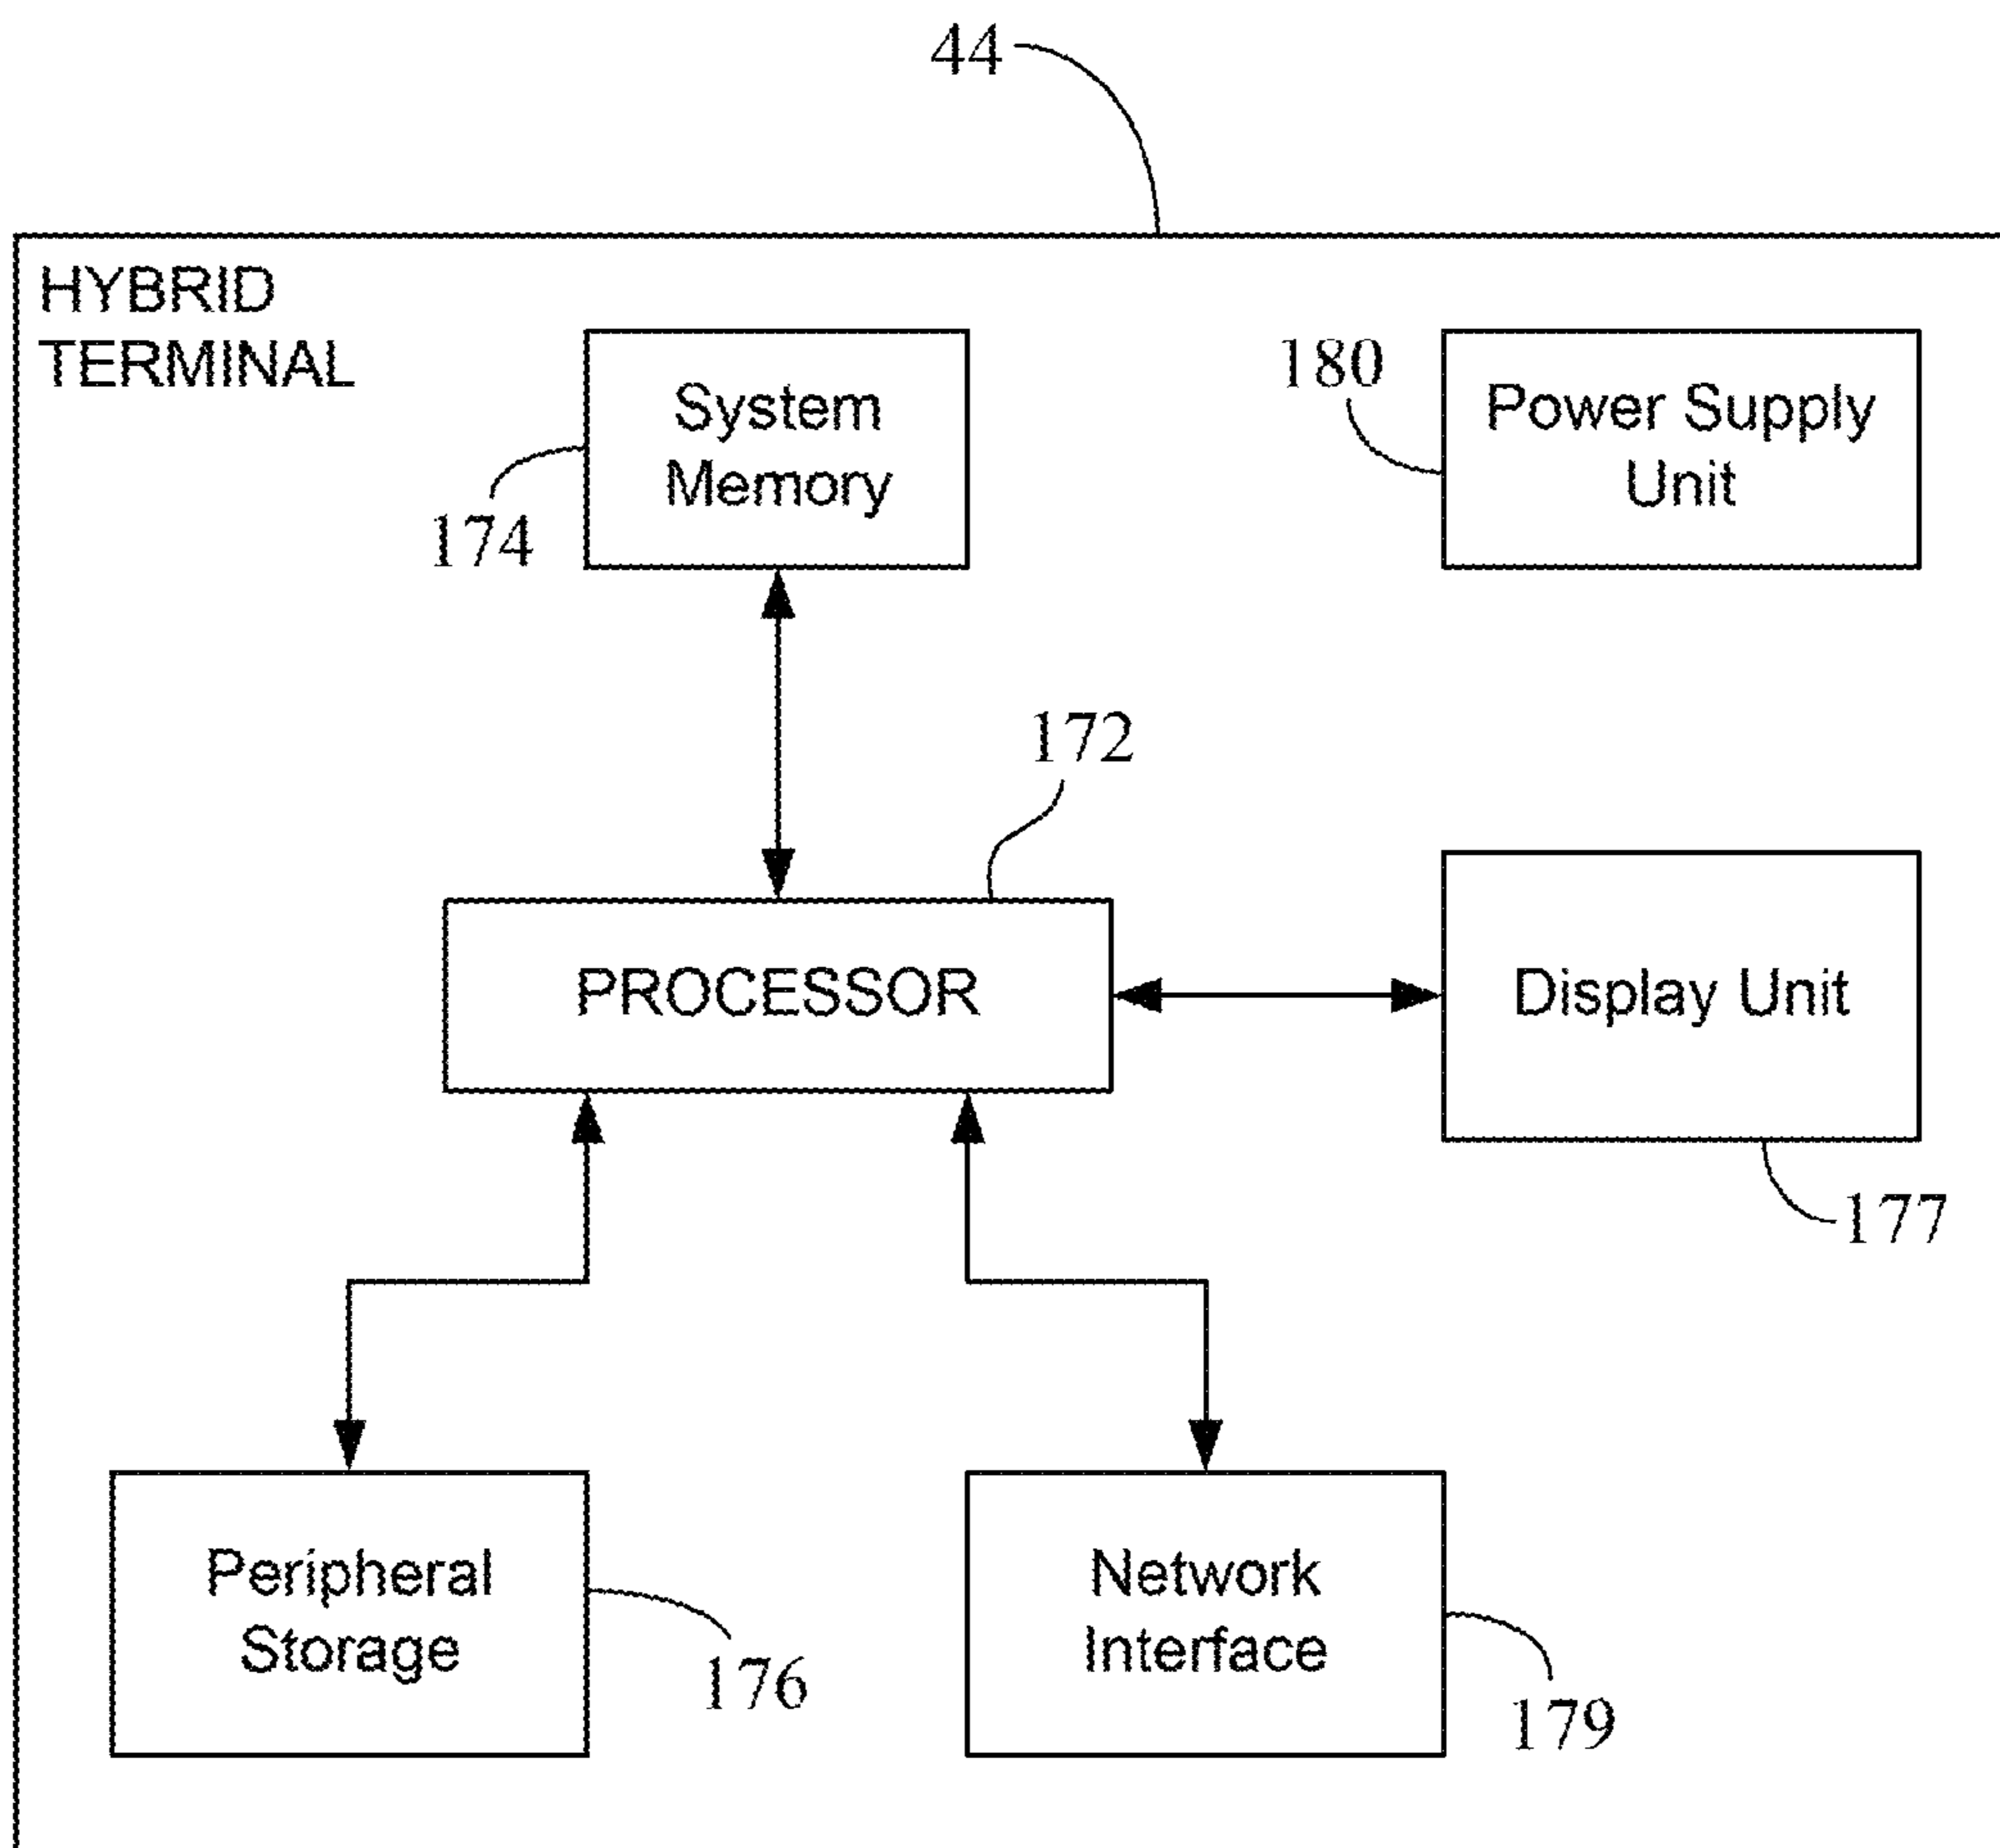 44
HYBRID
TERMINAL
System
Memory
174
180
Power Supply
Unit
172
PROCESSOR
Display Unit
177
Peripheral
Storage
176
Network
Interface
179